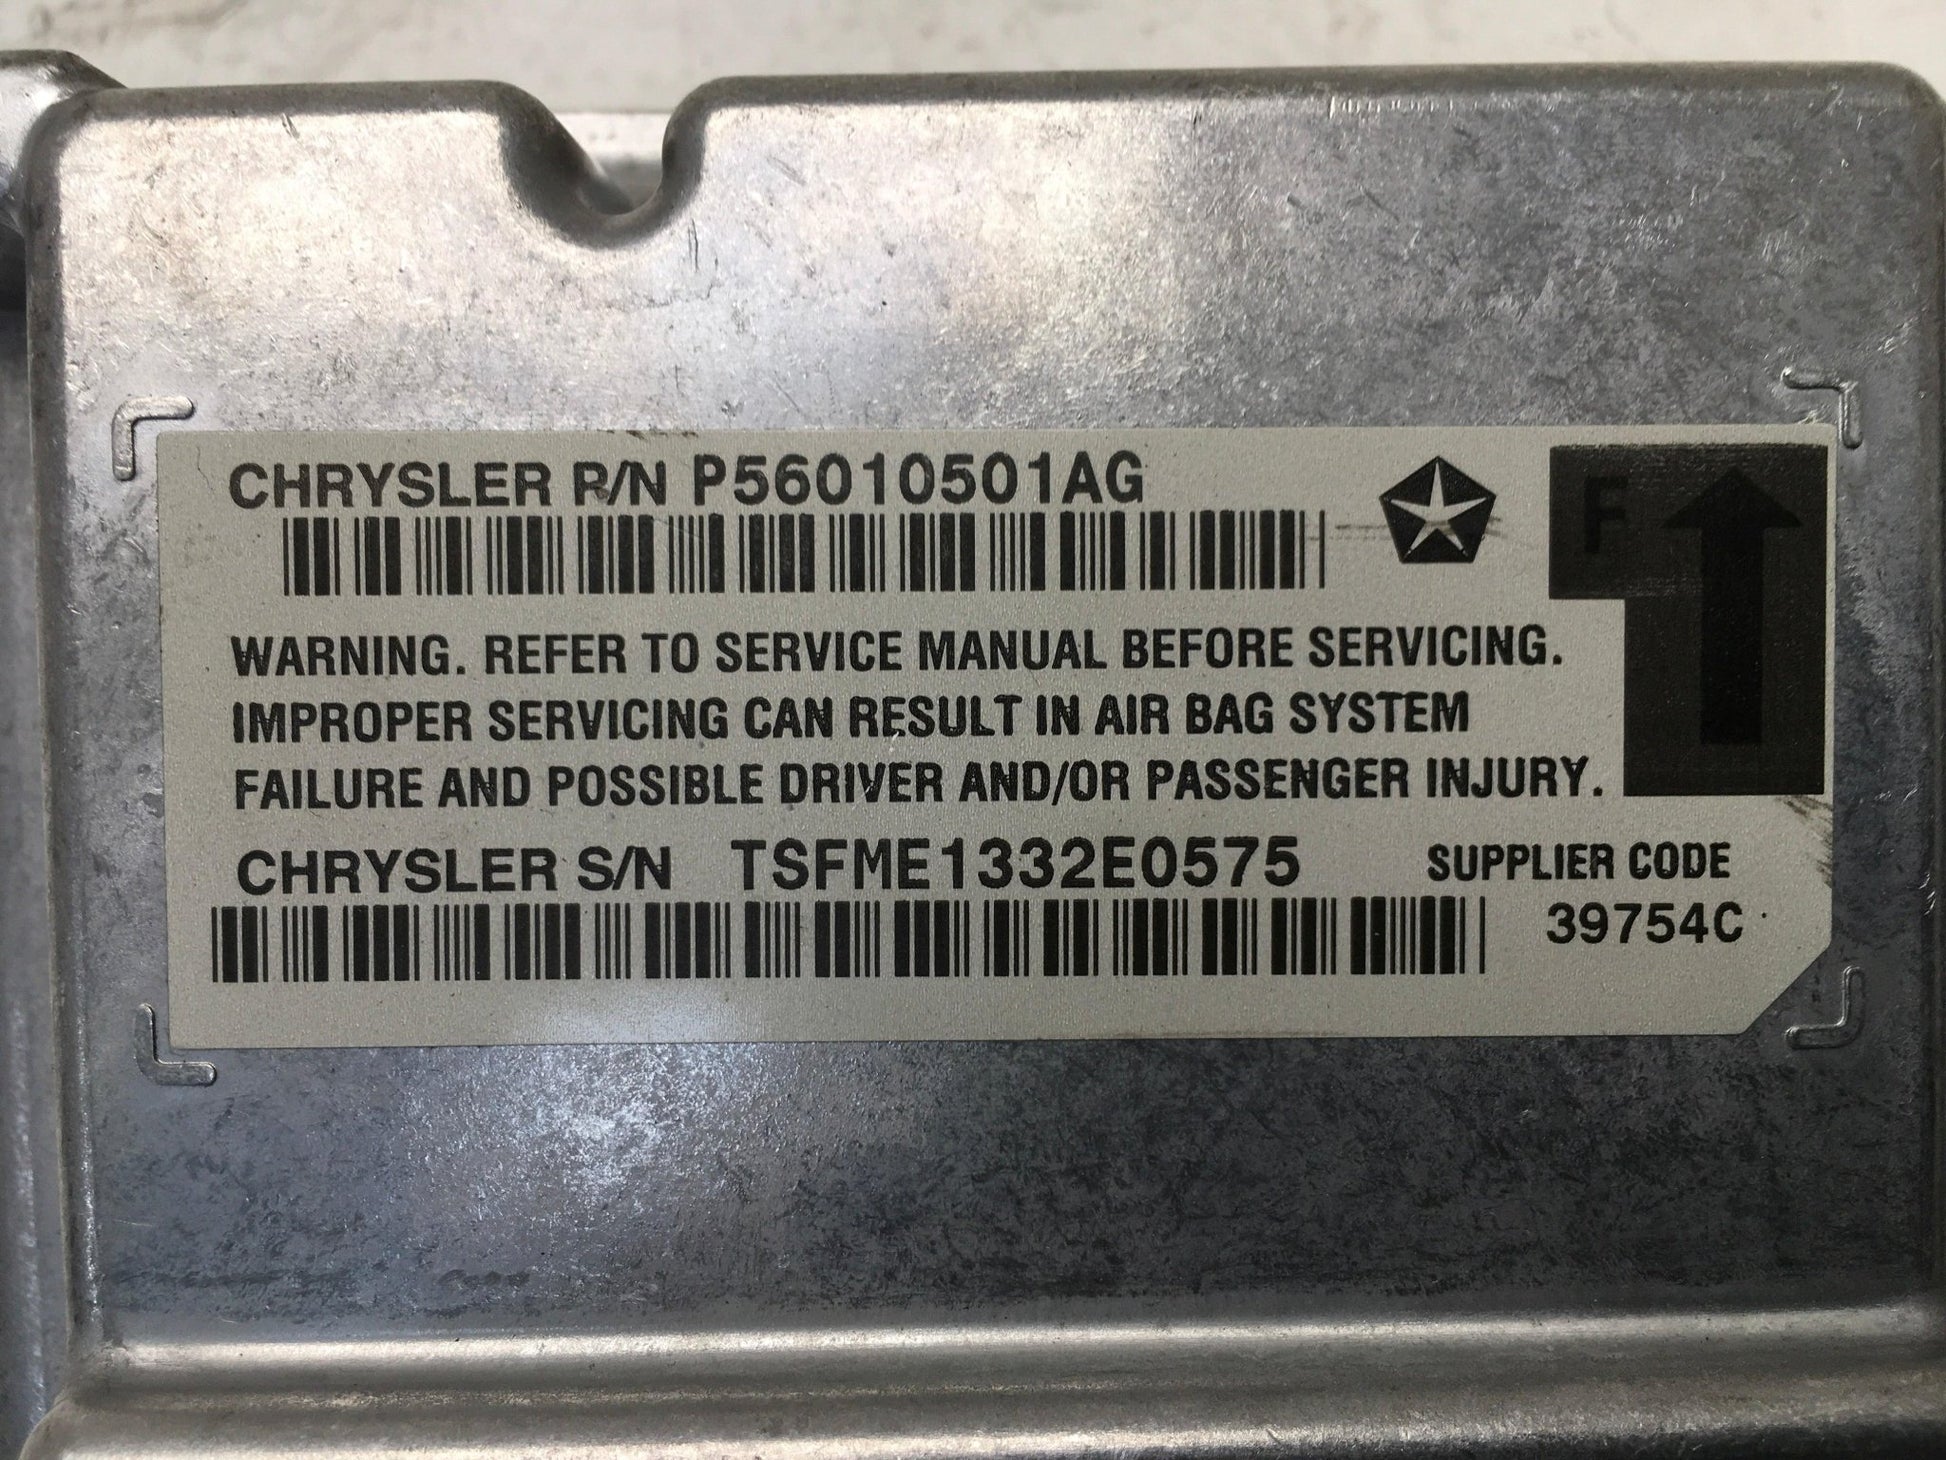 CHRYSLER P/N P56010501AG
F
WARNING. REFER TO SERVICE MANUAL BEFORE SERVICING.
IMPROPER SERVICING CAN RESULT IN AIR BAG SYSTEM
FAILURE AND POSSIBLE DRIVER AND/OR PASSENGER INJURY.
CHRYSLER S/N TSFME1332E0575
SUPPLIER CODE
39754C